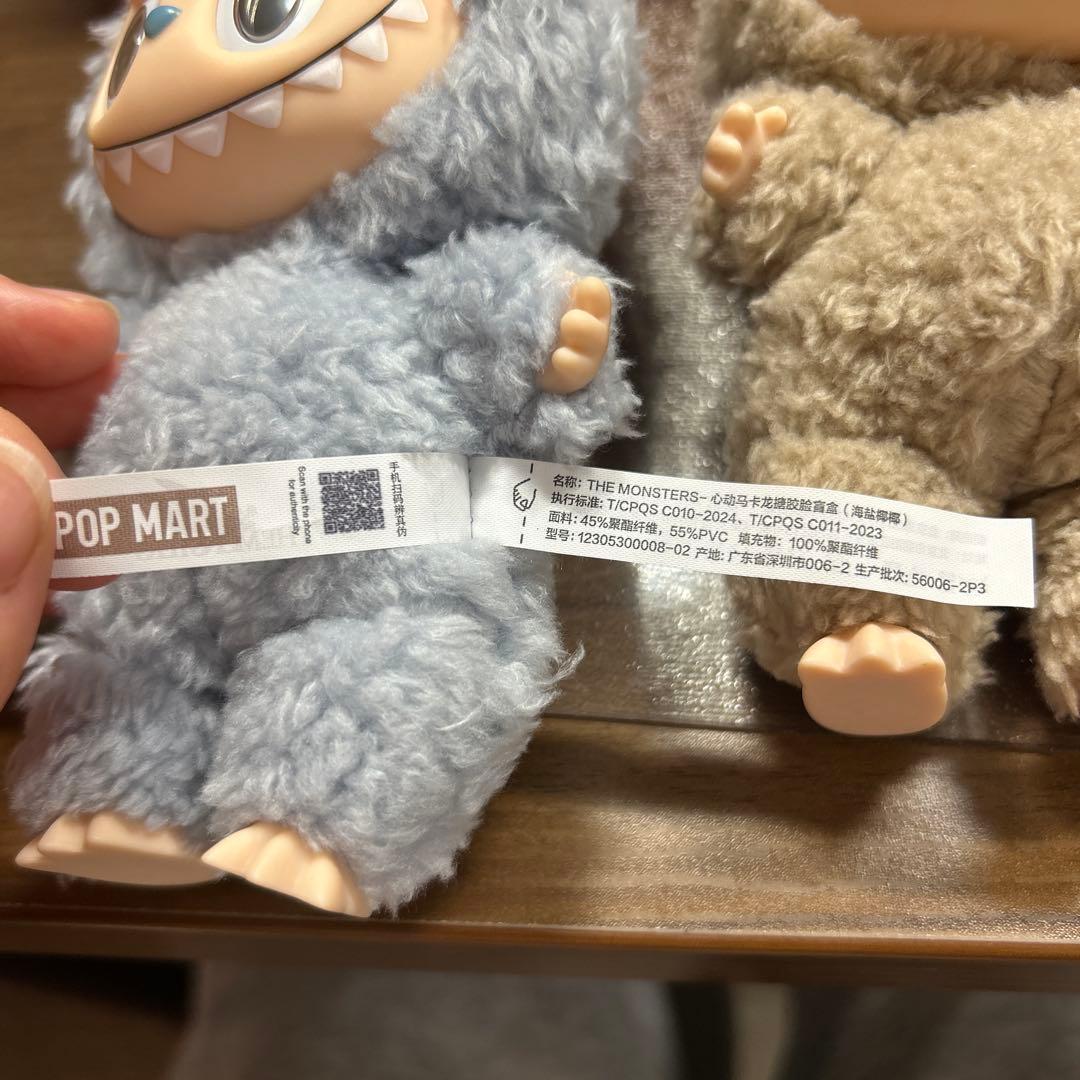 POP MART
Scan with the phone
for authenticity
手机扫码辨真伪
名称: THE MONSTERS- 心动马卡龙搪胶脸盲盒（海盐椰椰）
执行标准: T/CPQS C010-2024、T/CPQS C011-2023
面料: 45%聚酯纤维，55%PVC 填充物: 100%聚酯纤维
型号: 12305300008-02 产地: 广东省深圳市006-2 生产批次: 56006-2P3